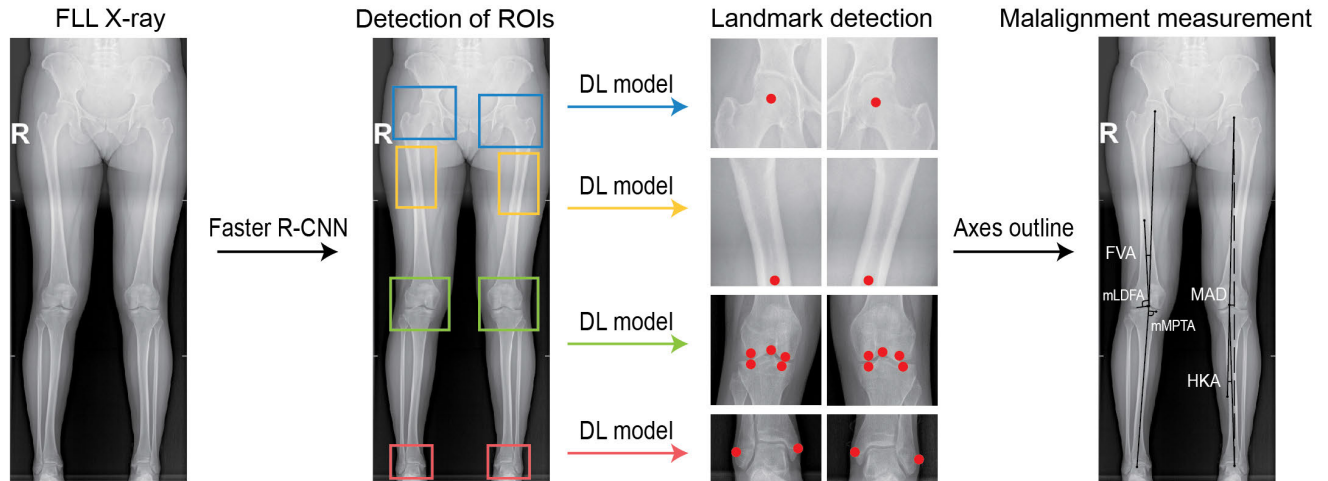 FLL X-ray
Detection of ROIs
Landmark detection
Malalignment measurement
R
Faster R-CNN
DL model
DL model
DL model
DL model
Axes outline
R
FVA
mLDFA
mMPTA
MAD
HKA